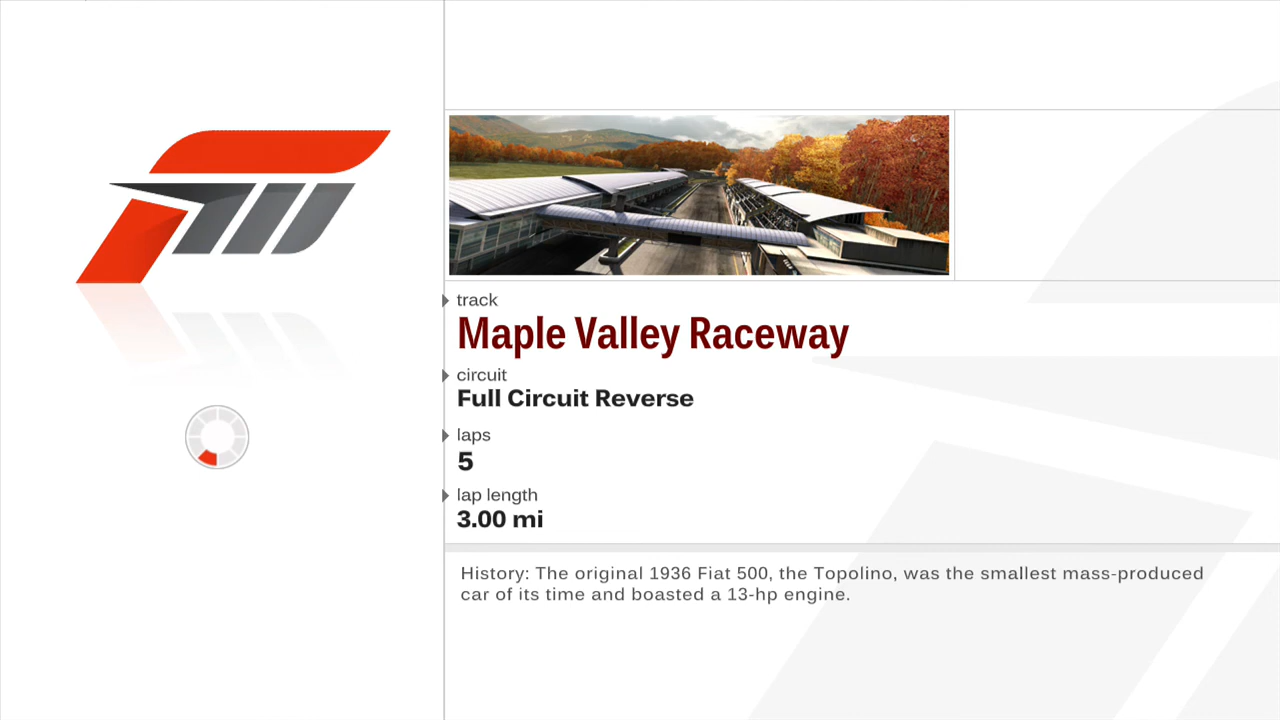 track
Maple Valley Raceway
circuit
Full Circuit Reverse
laps
5
lap length
3.00 mi
History: The original 1936 Fiat 500, the Topolino, was the smallest mass-produced
car of its time and boasted a 13-hp engine.